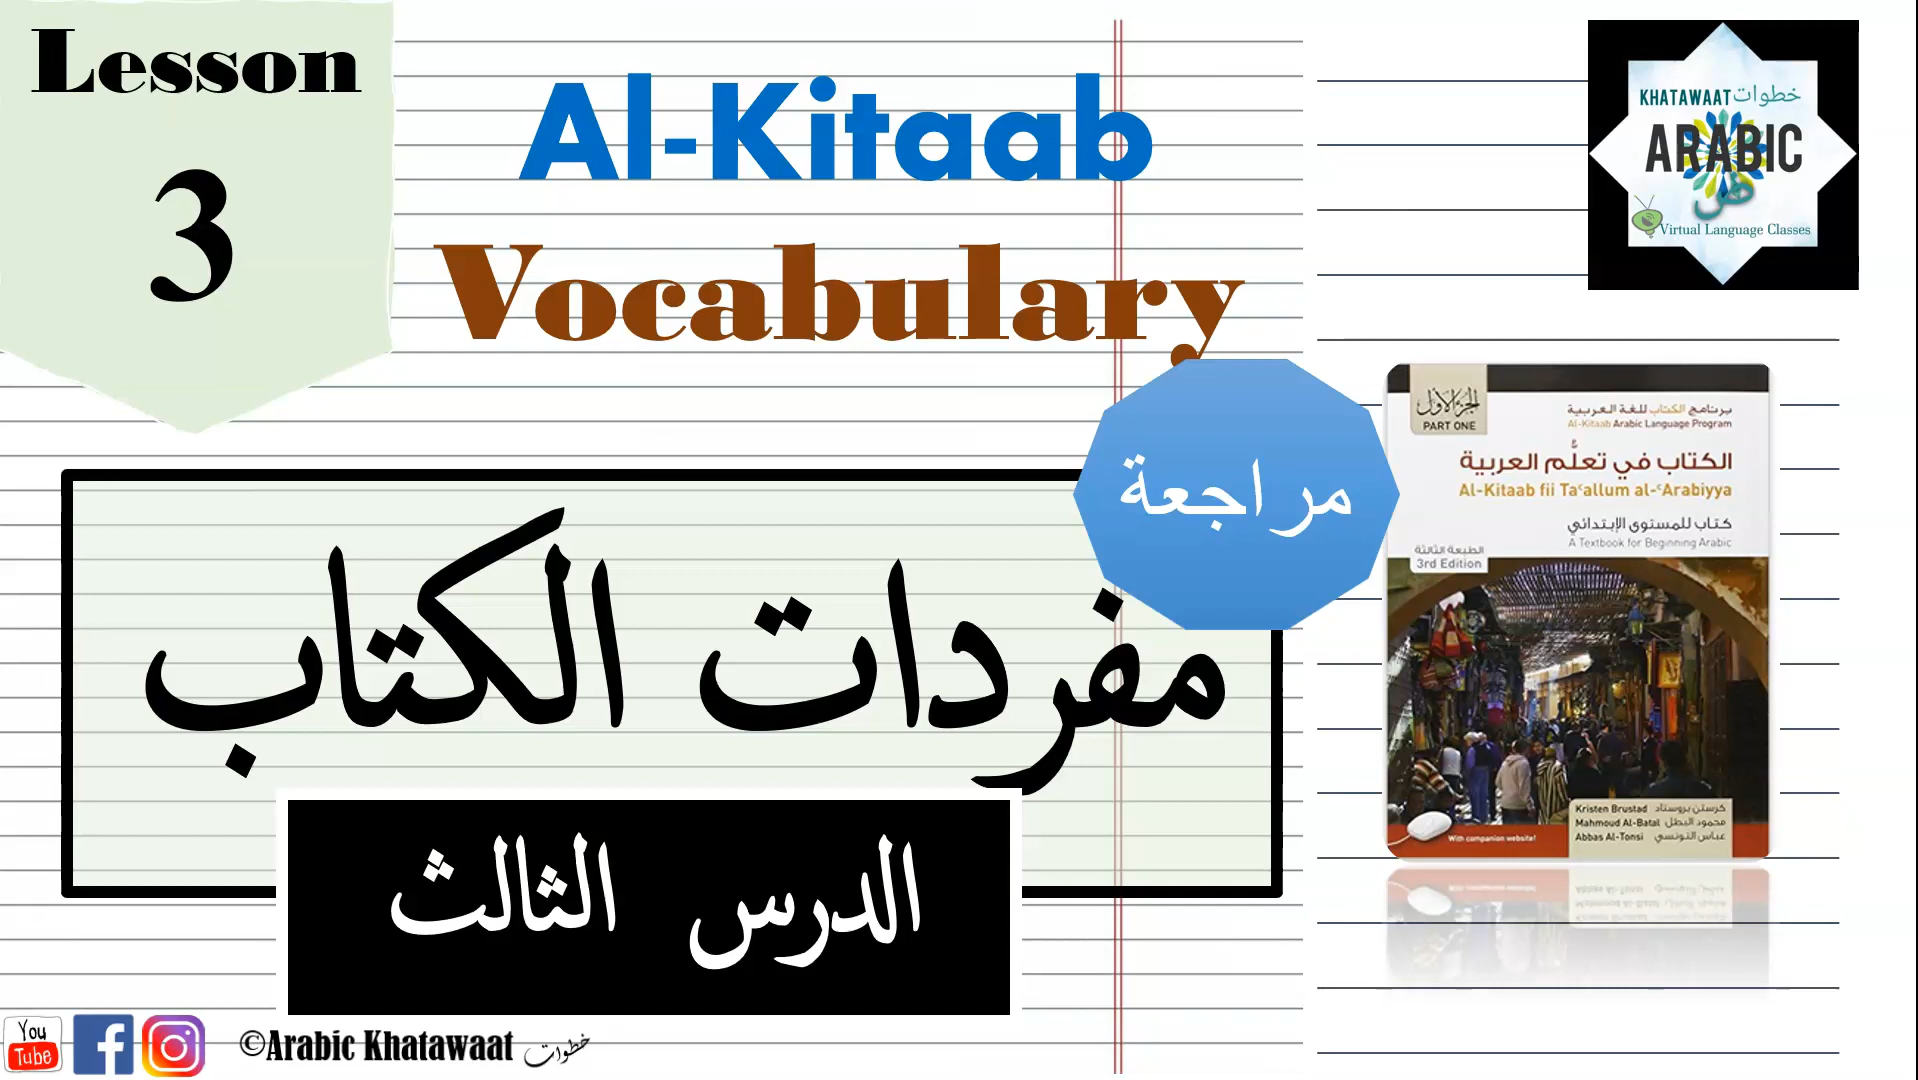 Lesson
3
Al-Kitaab
Vocabulary
KHATAWAAT خطوات
ARABIC
ض
Virtual Language Classes
مراجعة
مفردات الكتاب
الدرس الثالث
الجزء الأول
PART ONE
برنامج الكتاب للغة العربية
Al-Kitaab Arabic Language Program
الكتاب في تعلُّم العربية
Al-Kitaab fii Taʿallum al-ʿArabiyya
كتاب للمستوى الإبتدائي
A Textbook for Beginning Arabic
الطبعة الثالثة
3rd Edition
Kristen Brustad كرستن بروستاد
Mahmoud Al-Batal محمود البطل
Abbas Al-Tonsi عباس التونسي
With companion website!
You
Tube
©Arabic Khatawaat خطوات